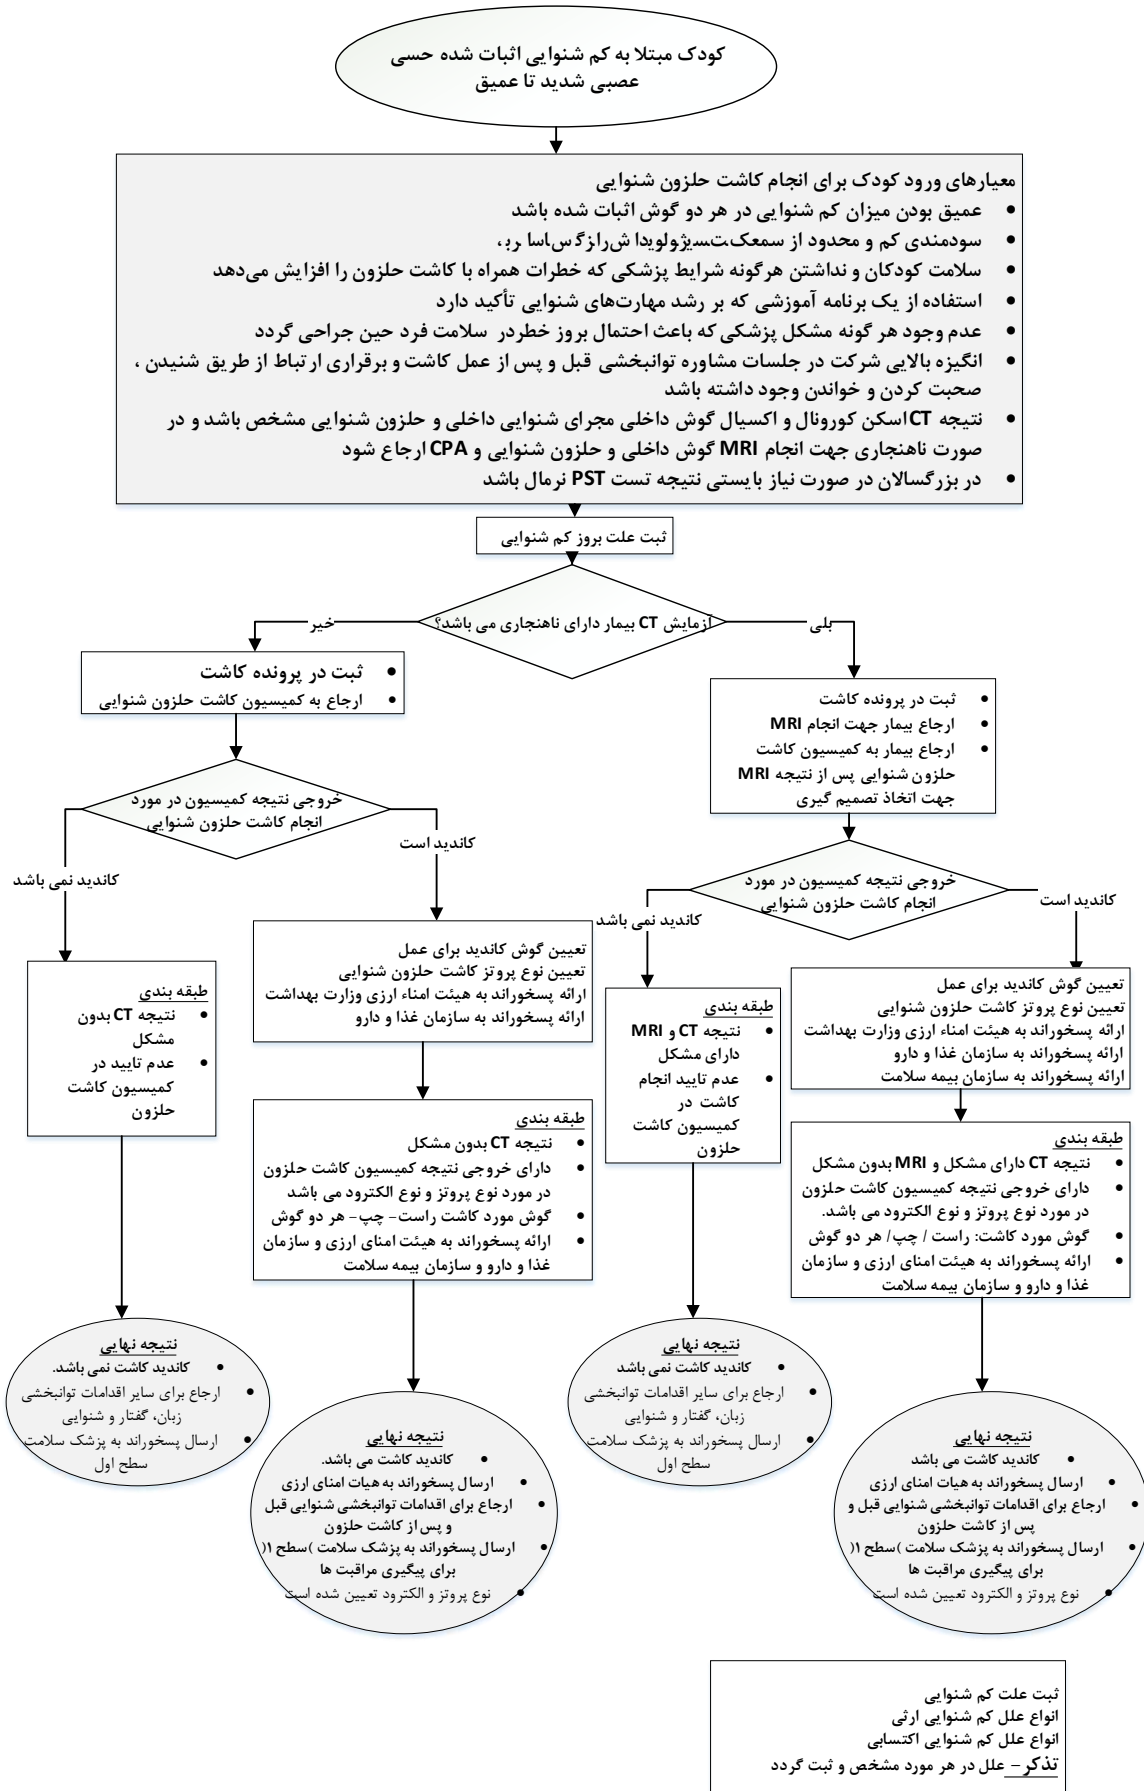 کودک مبتلا به کم شنوایی اثبات شده حسی
عصبی شدید تا عمیق
معیارهای ورود کودک برای انجام کاشت حلزون شنوایی
• عمیق بودن میزان کم شنوایی در هر دو گوش اثبات شده باشد
• سودمندی کم و محدود از سمعک
• سلامت کودکان و نداشتن هرگونه شرایط پزشکی که خطرات همراه با کاشت حلزون را افزایش می‌دهد
• استفاده از یک برنامه آموزشی که بر رشد مهارت‌های شنوایی تأکید دارد
• عدم وجود هر گونه مشکل پزشکی که باعث احتمال بروز خطردر سلامت فرد حین جراحی گردد
• انگیزه بالایی شرکت در جلسات مشاوره توانبخشی قبل و پس از عمل کاشت و برقراری ارتباط از طریق شنیدن ،
صحبت کردن و خواندن وجود داشته باشد
• نتیجه CT اسکن کورونال و اکسیال گوش داخلی مجرای شنوایی داخلی و حلزون شنوایی مشخص باشد و در
صورت ناهنجاری جهت انجام MRI گوش داخلی و حلزون شنوایی و CPA ارجاع شود
• در بزرگسالان در صورت نیاز بایستی نتیجه تست PST نرمال باشد
ثبت علت بروز کم شنوایی
آزمایش CT بیمار دارای ناهنجاری می باشد؟
بلی
خیر
• ثبت در پرونده کاشت
• ارجاع بیمار جهت انجام MRI
• ارجاع بیمار به کمیسیون کاشت
حلزون شنوایی پس از نتیجه MRI
جهت اتخاذ تصمیم گیری
• ثبت در پرونده کاشت
• ارجاع به کمیسیون کاشت حلزون شنوایی
خروجی نتیجه کمیسیون در مورد
انجام کاشت حلزون شنوایی
کاندید است
کاندید نمی باشد
خروجی نتیجه کمیسیون در مورد
انجام کاشت حلزون شنوایی
کاندید است
کاندید نمی باشد
تعیین گوش کاندید برای عمل
تعیین نوع پروتز کاشت حلزون شنوایی
ارائه پسخوراند به هیئت امناء ارزی وزارت بهداشت
ارائه پسخوراند به سازمان غذا و دارو
ارائه پسخوراند به سازمان بیمه سلامت
طبقه بندی
• نتیجه CT و MRI
دارای مشکل
• عدم تایید انجام
کاشت در
کمیسیون کاشت
حلزون
تعیین گوش کاندید برای عمل
تعیین نوع پروتز کاشت حلزون شنوایی
ارائه پسخوراند به هیئت امناء ارزی وزارت بهداشت
ارائه پسخوراند به سازمان غذا و دارو
طبقه بندی
• نتیجه CT بدون
مشکل
• عدم تایید در
کمیسیون کاشت
حلزون
طبقه بندی
• نتیجه CT دارای مشکل و MRI بدون مشکل
• دارای خروجی نتیجه کمیسیون کاشت حلزون
در مورد نوع پروتز و نوع الکترود می باشد.
• گوش مورد کاشت: راست / چپ/ هر دو گوش
• ارائه پسخوراند به هیئت امنای ارزی و سازمان
غذا و دارو و سازمان بیمه سلامت
طبقه بندی
• نتیجه CT بدون مشکل
• دارای خروجی نتیجه کمیسیون کاشت حلزون
در مورد نوع پروتز و نوع الکترود می باشد
• گوش مورد کاشت راست- چپ- هر دو گوش
• ارائه پسخوراند به هیئت امنای ارزی و سازمان
غذا و دارو و سازمان بیمه سلامت
نتیجه نهایی
• کاندید کاشت می باشد
• ارسال پسخوراند به هیات امنای ارزی
• ارجاع برای اقدامات توانبخشی شنوایی قبل و
پس از کاشت حلزون
• ارسال پسخوراند به پزشک سلامت )سطح ۱(
برای پیگیری مراقبت ها
• نوع پروتز و الکترود تعیین شده است
نتیجه نهایی
• کاندید کاشت نمی باشد
• ارجاع برای سایر اقدامات توانبخشی
زبان، گفتار و شنوایی
• ارسال پسخوراند به پزشک سلامت
سطح اول
نتیجه نهایی
• کاندید کاشت می باشد.
• ارسال پسخوراند به هیات امنای ارزی
• ارجاع برای اقدامات توانبخشی شنوایی قبل
و پس از کاشت حلزون
• ارسال پسخوراند به پزشک سلامت )سطح ۱(
برای پیگیری مراقبت ها
• نوع پروتز و الکترود تعیین شده است
نتیجه نهایی
• کاندید کاشت نمی باشد.
• ارجاع برای سایر اقدامات توانبخشی
زبان، گفتار و شنوایی
• ارسال پسخوراند به پزشک سلامت
سطح اول
ثبت علت کم شنوایی
انواع علل کم شنوایی ارثی
انواع علل کم شنوایی اکتسابی
تذکر – علل در هر مورد مشخص و ثبت گردد